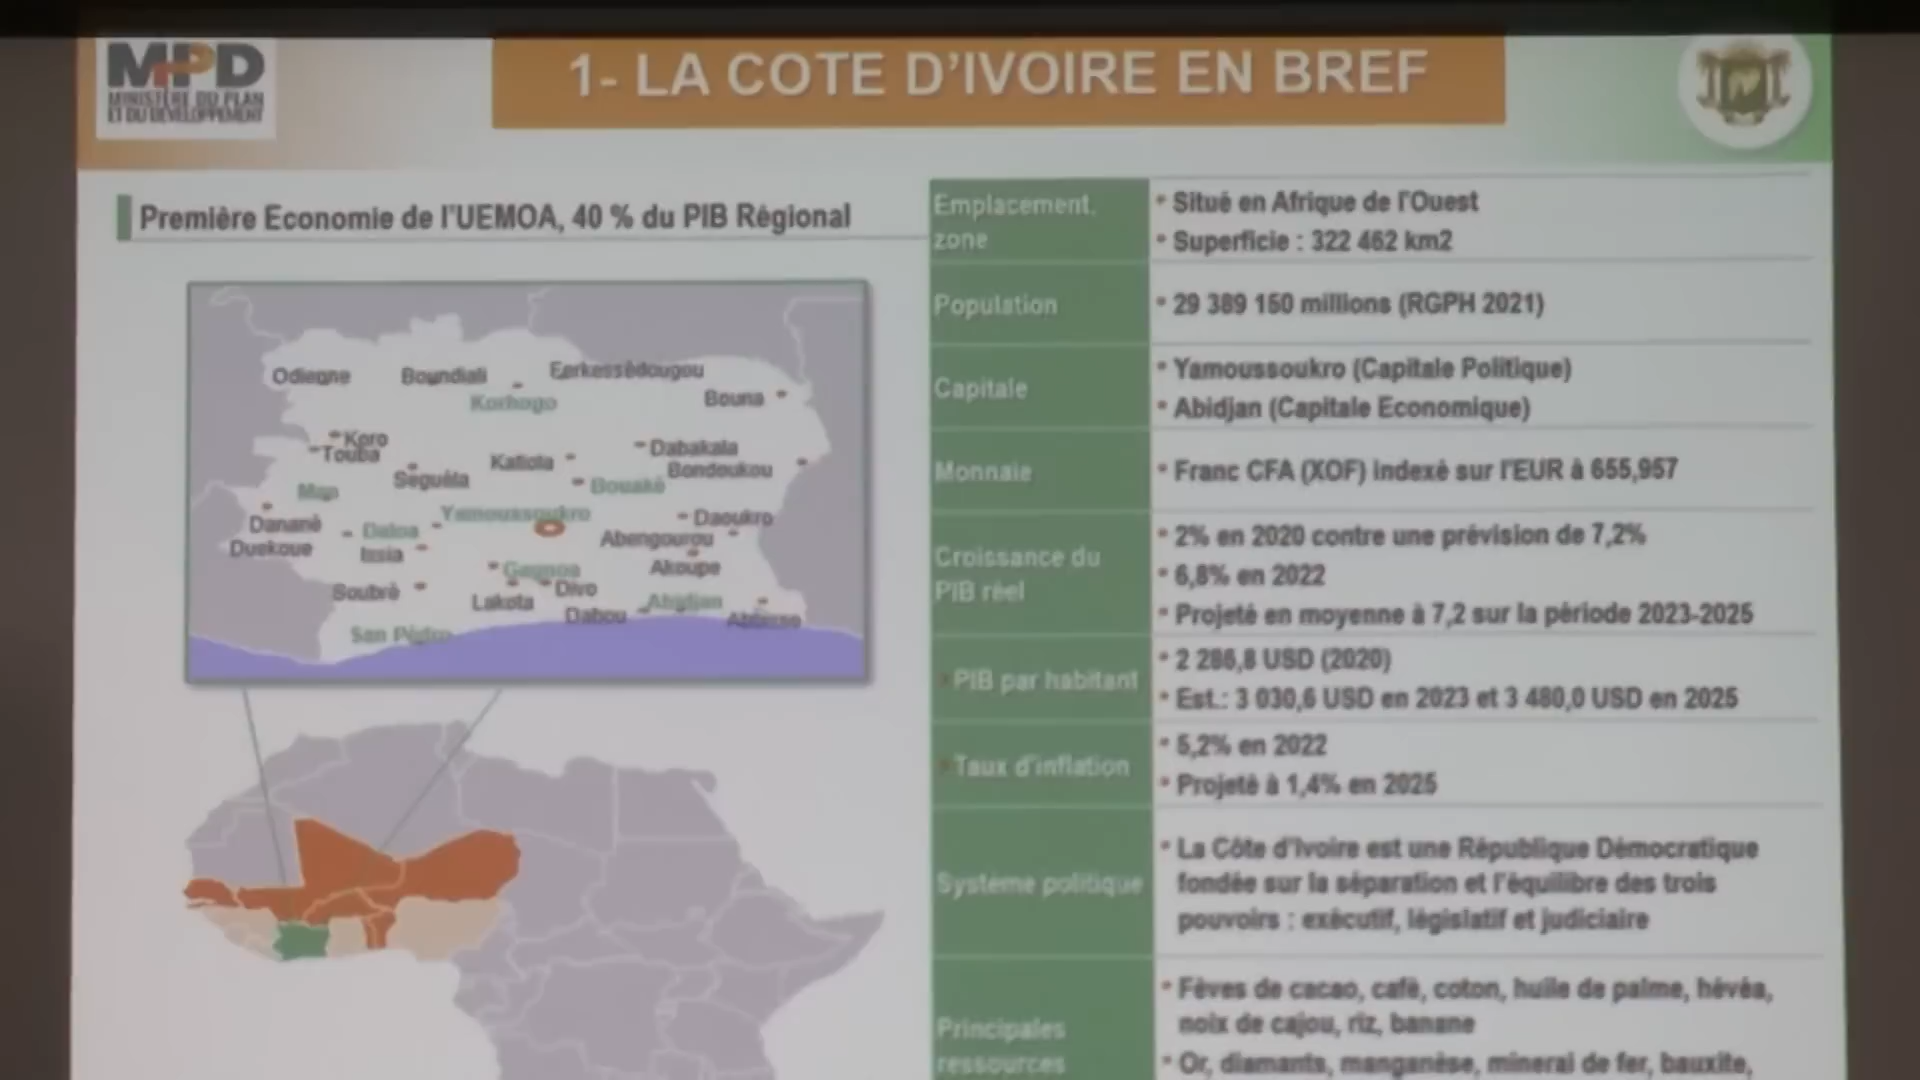 MPD
MINISTÈRE DU PLAN
ET DU DEVELOPPEMENT
1- LA COTE D'IVOIRE EN BREF
Première Economie de l'UEMOA, 40 % du PIB Régional
Odienne
Boundiali
Ferkessédougou
Korhogo
Bouna
Koro
Touba
Katiola
Dabakala
Seguéla
Bondoukou
Man
Bouaké
Yamoussoukro
Danané
Daloa
Daoukro
Duekoue
Issia
Abengourou
Gagnoa
Akoupe
Soubré
Divo
Lakota
Abidjan
Dabou
Aboisso
San Pédro
Emplacement,
zone
• Situé en Afrique de l'Ouest
• Superficie : 322 462 km2
Population
• 29 389 150 millions (RGPH 2021)
Capitale
• Yamoussoukro (Capitale Politique)
• Abidjan (Capitale Economique)
Monnaie
• Franc CFA (XOF) indexé sur l'EUR à 655,957
Croissance du
PIB réel
• 2% en 2020 contre une prévision de 7,2%
• 6,8% en 2022
• Projeté en moyenne à 7,2 sur la période 2023-2025
• PIB par habitant
• 2 286,8 USD (2020)
• Est.: 3 030,6 USD en 2023 et 3 480,0 USD en 2025
• Taux d'inflation
• 5,2% en 2022
• Projeté à 1,4% en 2025
Système politique
• La Côte d'Ivoire est une République Démocratique
fondée sur la séparation et l'équilibre des trois
pouvoirs : exécutif, législatif et judiciaire
Principales
ressources
• Fèves de cacao, café, coton, huile de palme, hévéa,
noix de cajou, riz, banane
• Or, diamants, manganèse, mineral de fer, bauxite,